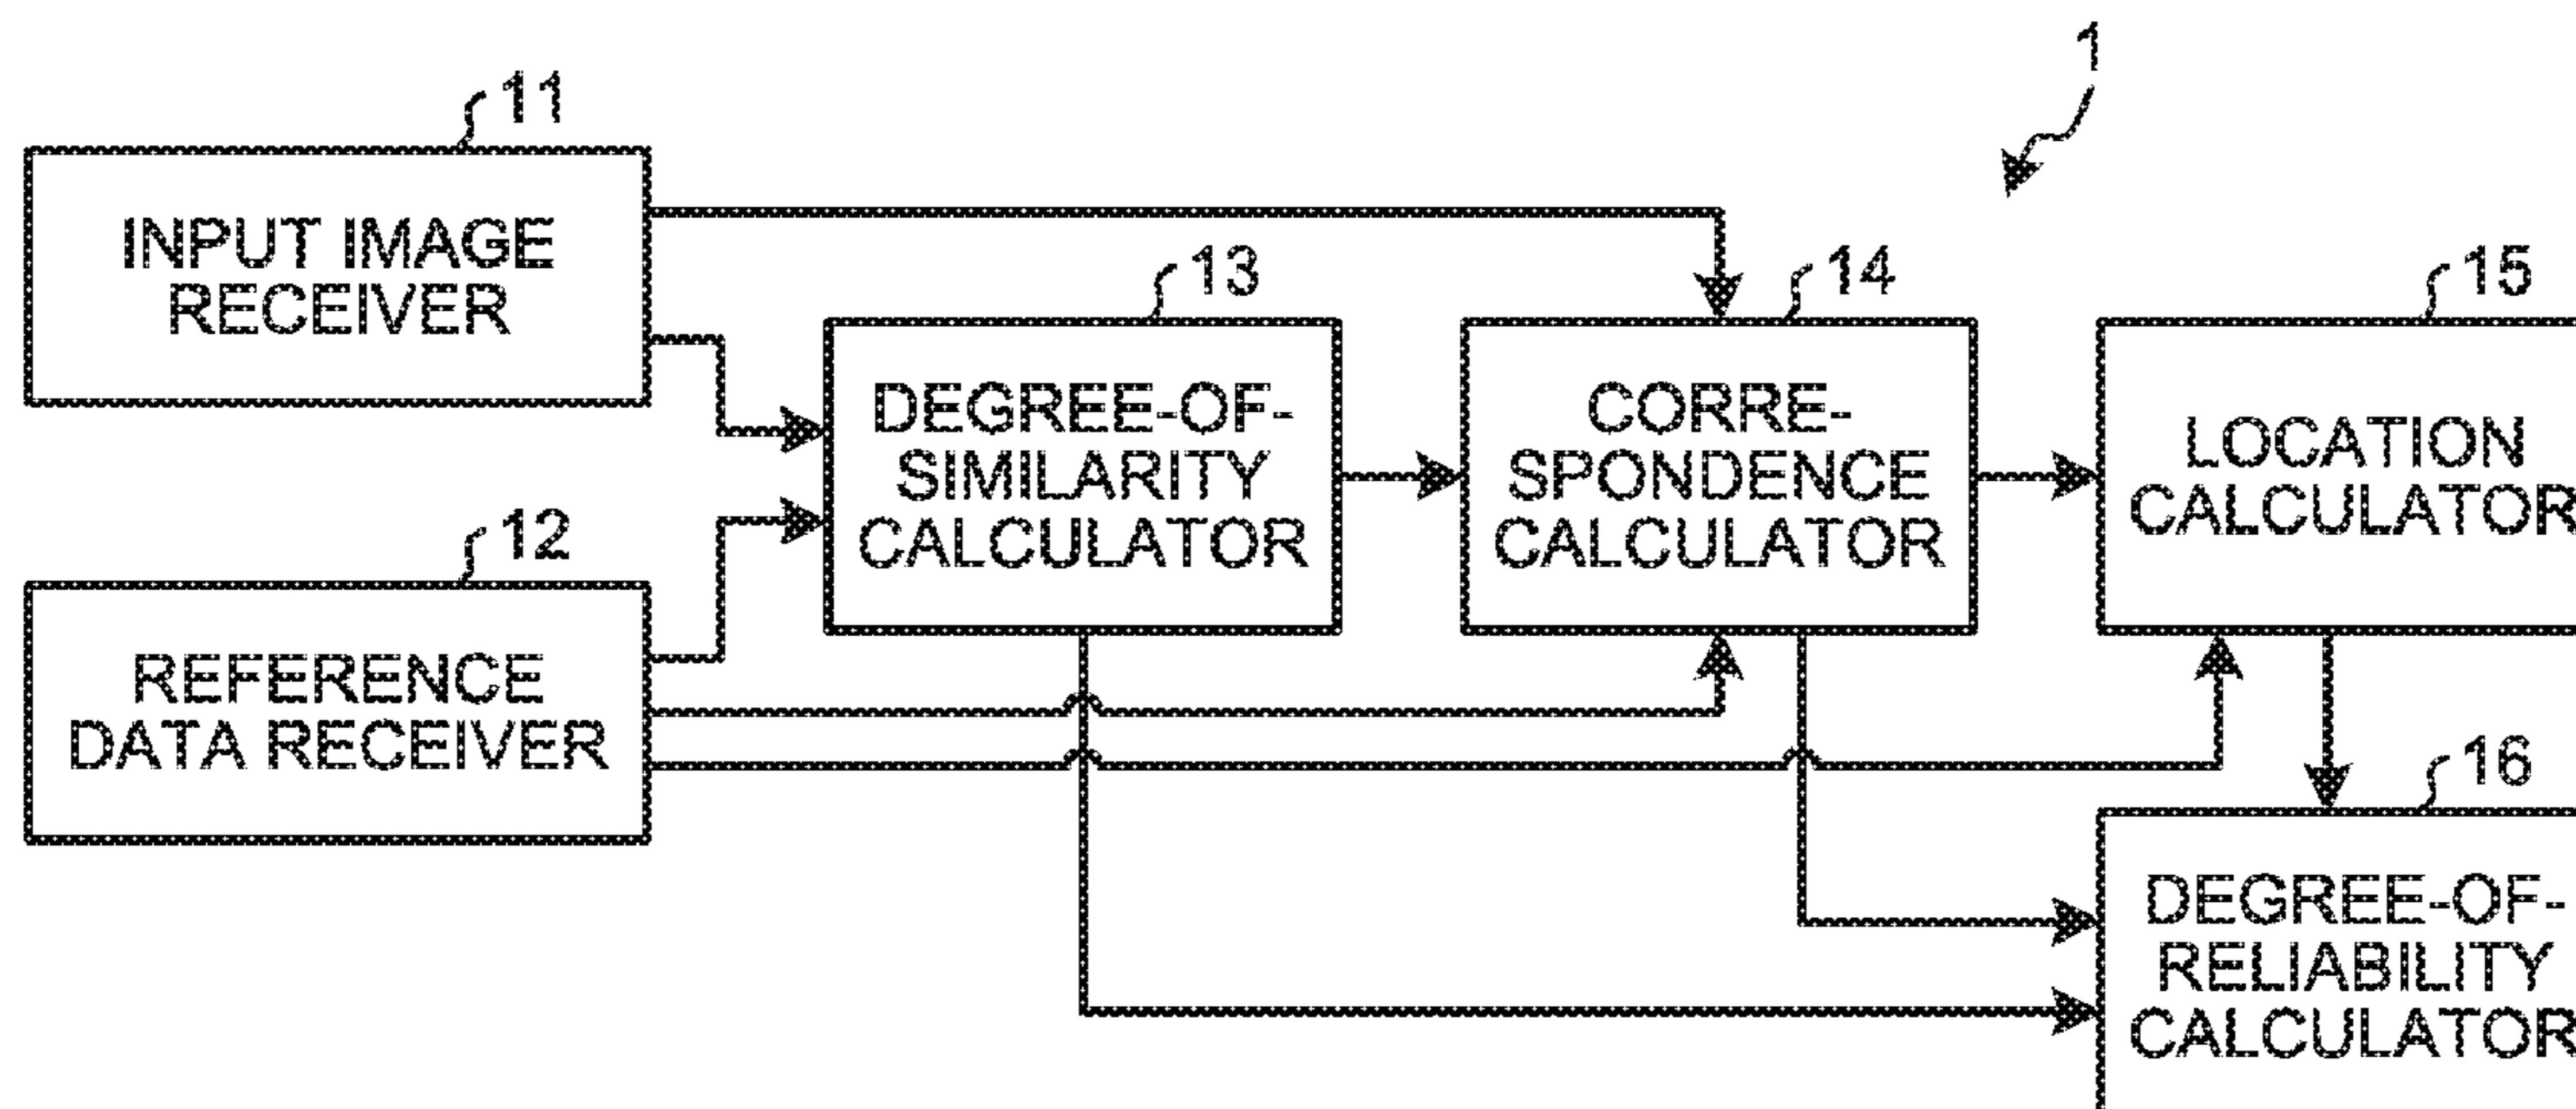 1
11
INPUT IMAGE
RECEIVER
13
DEGREE-OF-
SIMILARITY
CALCULATOR
14
CORRE-
SPONDENCE
CALCULATOR
15
LOCATION
CALCULATOR
12
REFERENCE
DATA RECEIVER
16
DEGREE-OF-
RELIABILITY
CALCULATOR